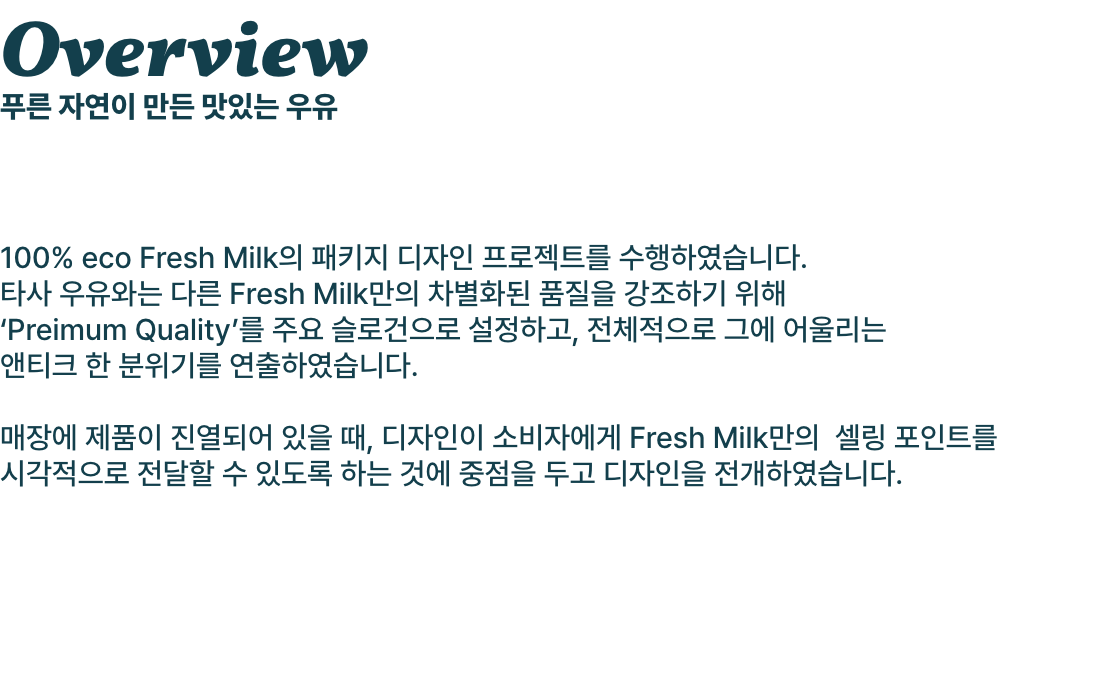 Overview
푸른 자연이 만든 맛있는 우유
100% eco Fresh Milk의 패키지 디자인 프로젝트를 수행하였습니다.
타사 우유와는 다른 Fresh Milk만의 차별화된 품질을 강조하기 위해
‘Preimum Quality’를 주요 슬로건으로 설정하고, 전체적으로 그에 어울리는
앤티크 한 분위기를 연출하였습니다.
매장에 제품이 진열되어 있을 때, 디자인이 소비자에게 Fresh Milk만의  셀링 포인트를
시각적으로 전달할 수 있도록 하는 것에 중점을 두고 디자인을 전개하였습니다.